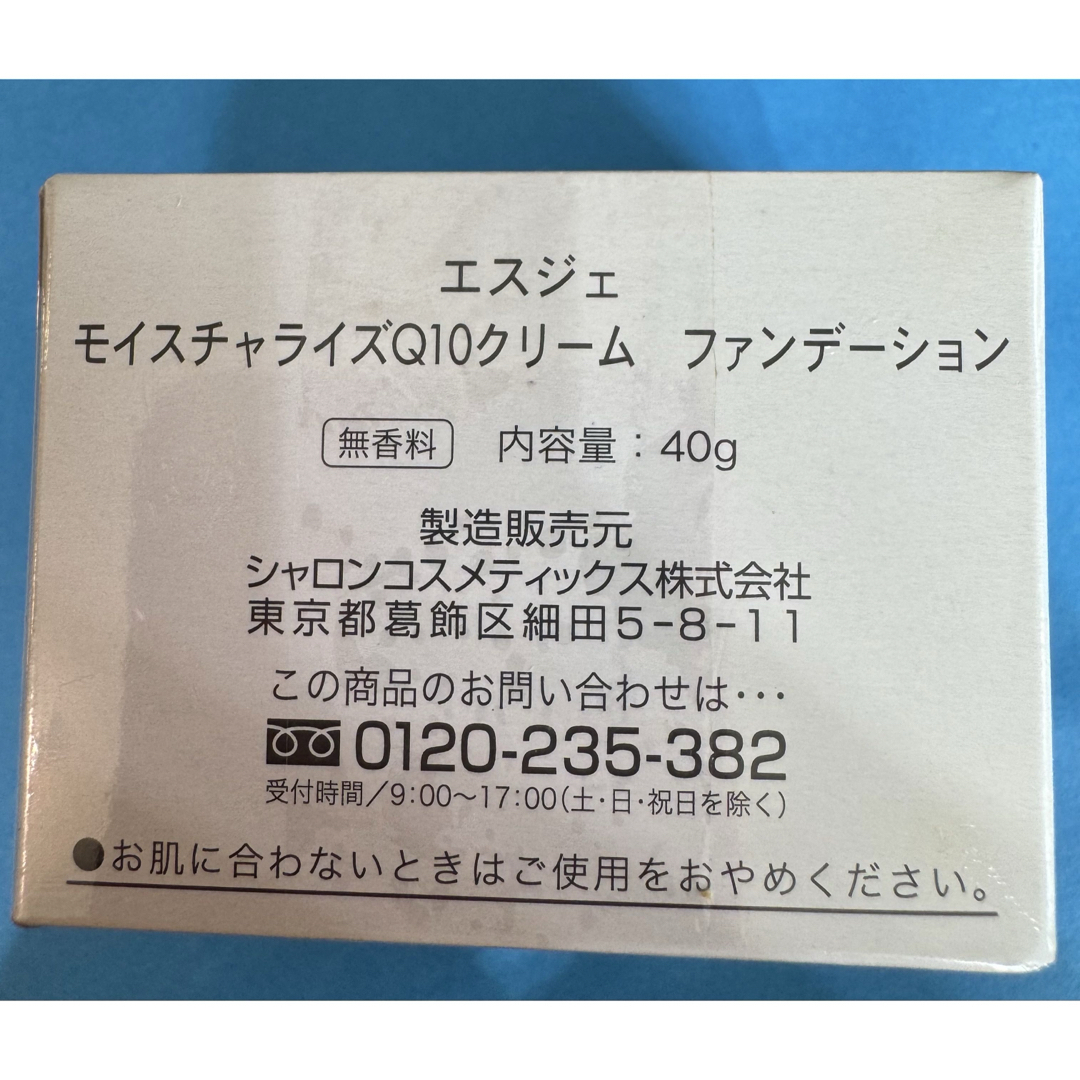 エスジェ
モイスチャライズQ10クリーム　ファンデーション
無香料　内容量：40g
製造販売元
シャロンコスメティックス株式会社
東京都葛飾区細田5-8-11
この商品のお問い合わせは･･･
0120-235-382
受付時間/9:00〜17:00(土･日･祝日を除く)
●お肌に合わないときはご使用をおやめください。